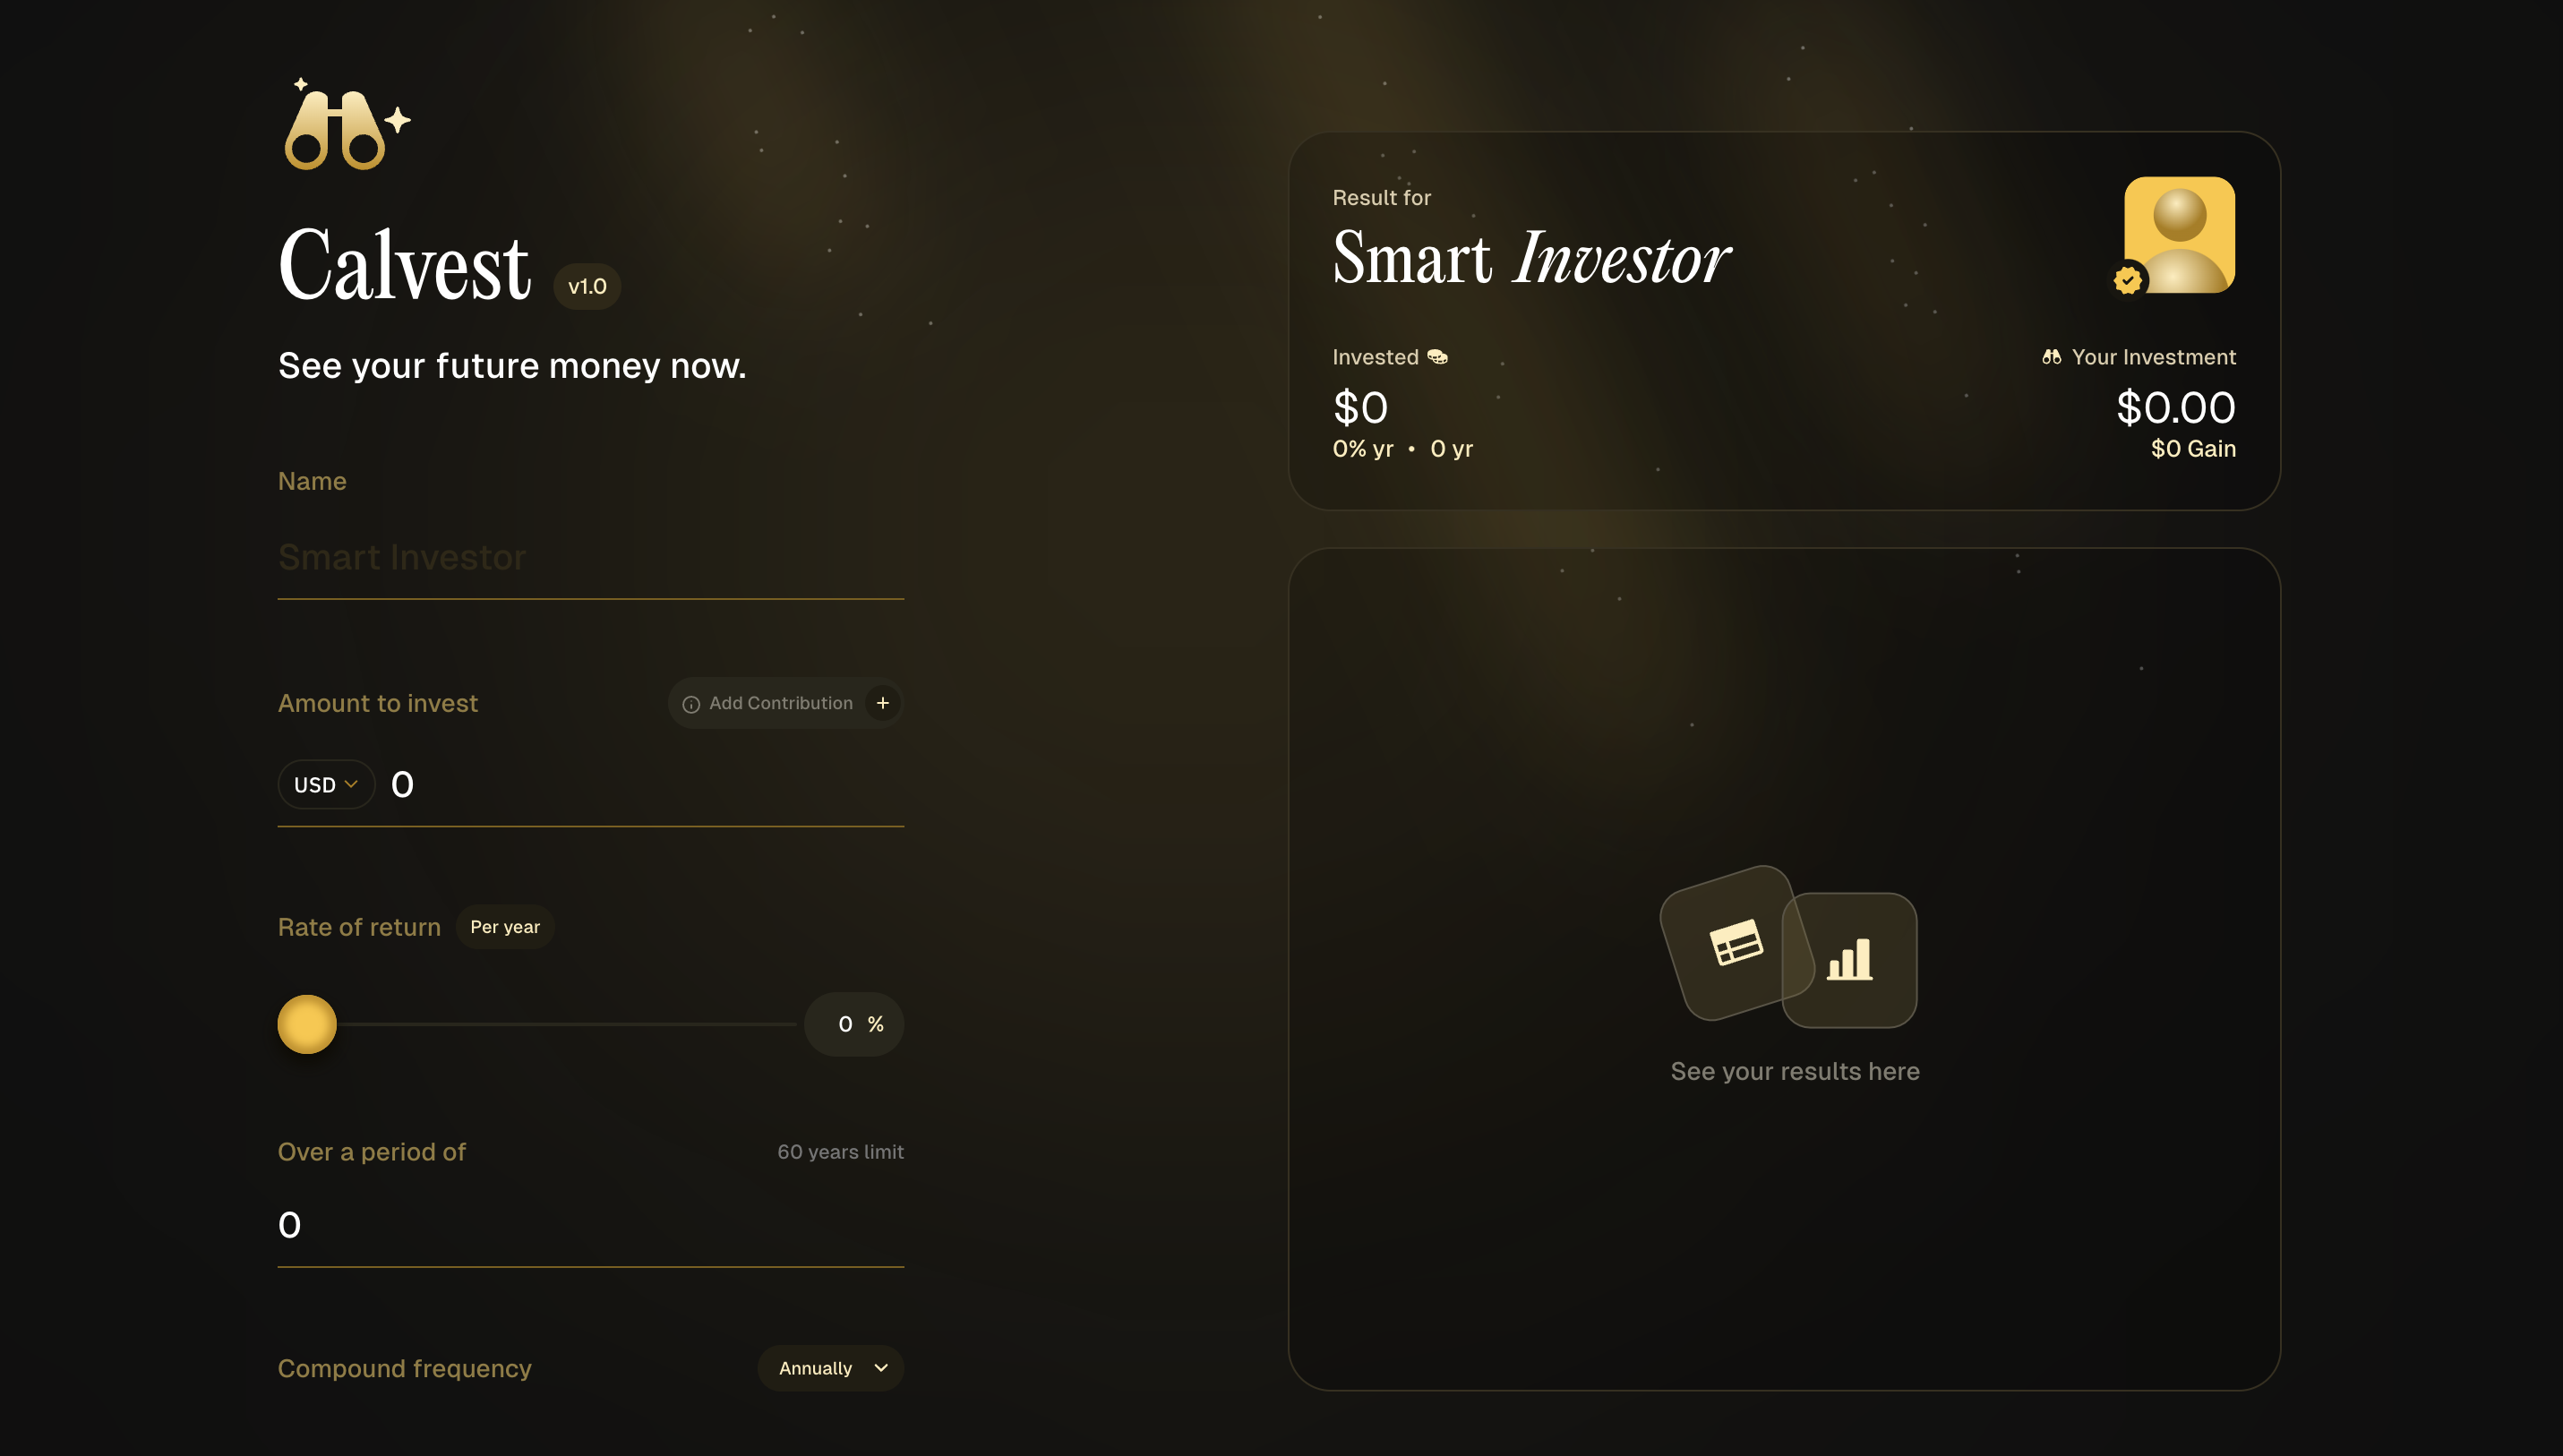 Calvest v1.0
See your future money now.
Name
Smart Investor
Amount to invest
Add Contribution +
USD 0
Rate of return Per year
0 %
Over a period of 60 years limit
0
Compound frequency Annually
Result for
Smart Investor
Invested
$0
0% yr • 0 yr
Your Investment
$0.00
$0 Gain
See your results here